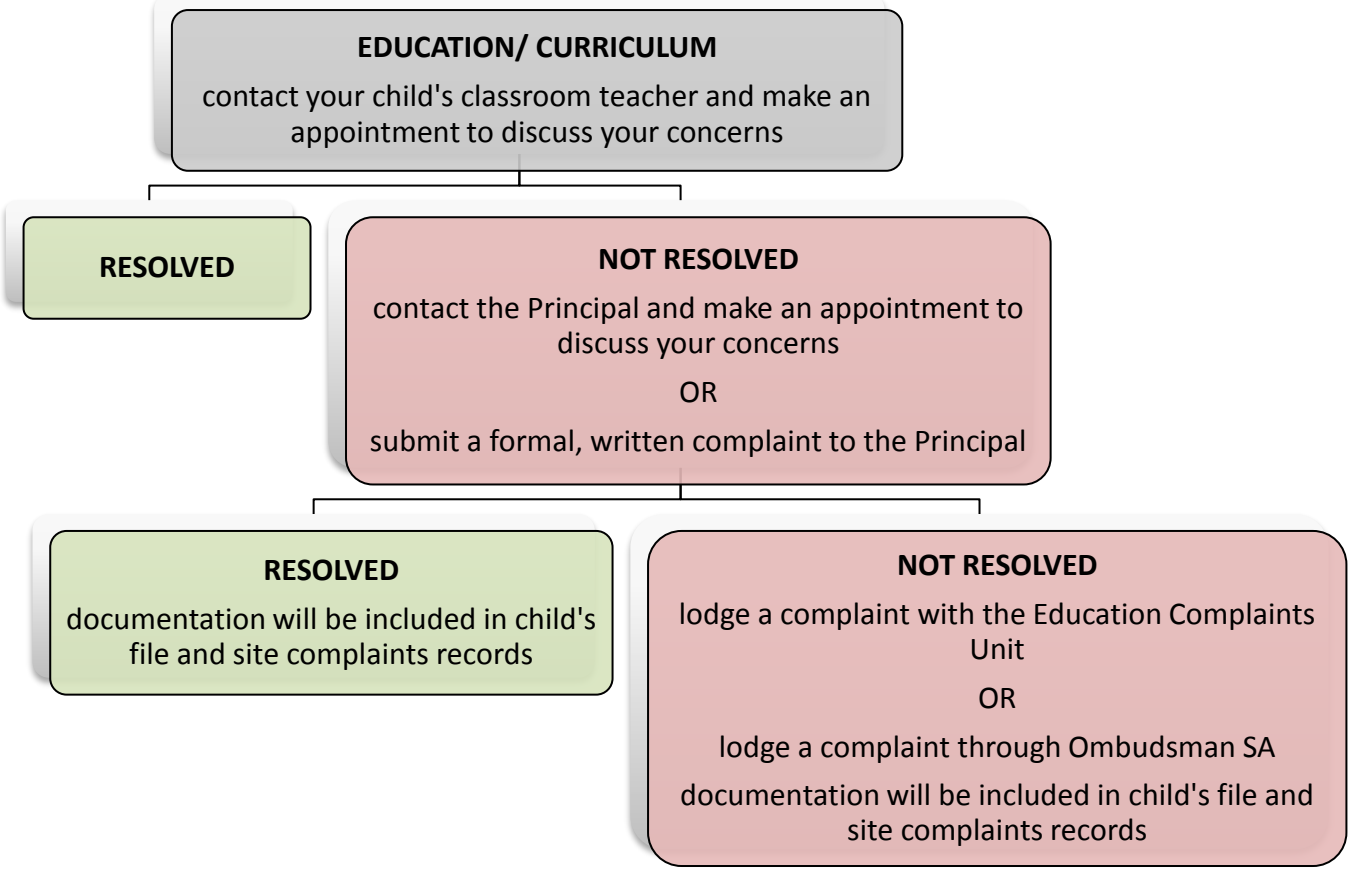 EDUCATION/ CURRICULUM
contact your child's classroom teacher and make an
appointment to discuss your concerns
RESOLVED
NOT RESOLVED
contact the Principal and make an appointment to
discuss your concerns
OR
submit a formal, written complaint to the Principal
RESOLVED
documentation will be included in child's
file and site complaints records
NOT RESOLVED
lodge a complaint with the Education Complaints
Unit
OR
lodge a complaint through Ombudsman SA
documentation will be included in child's file and
site complaints records